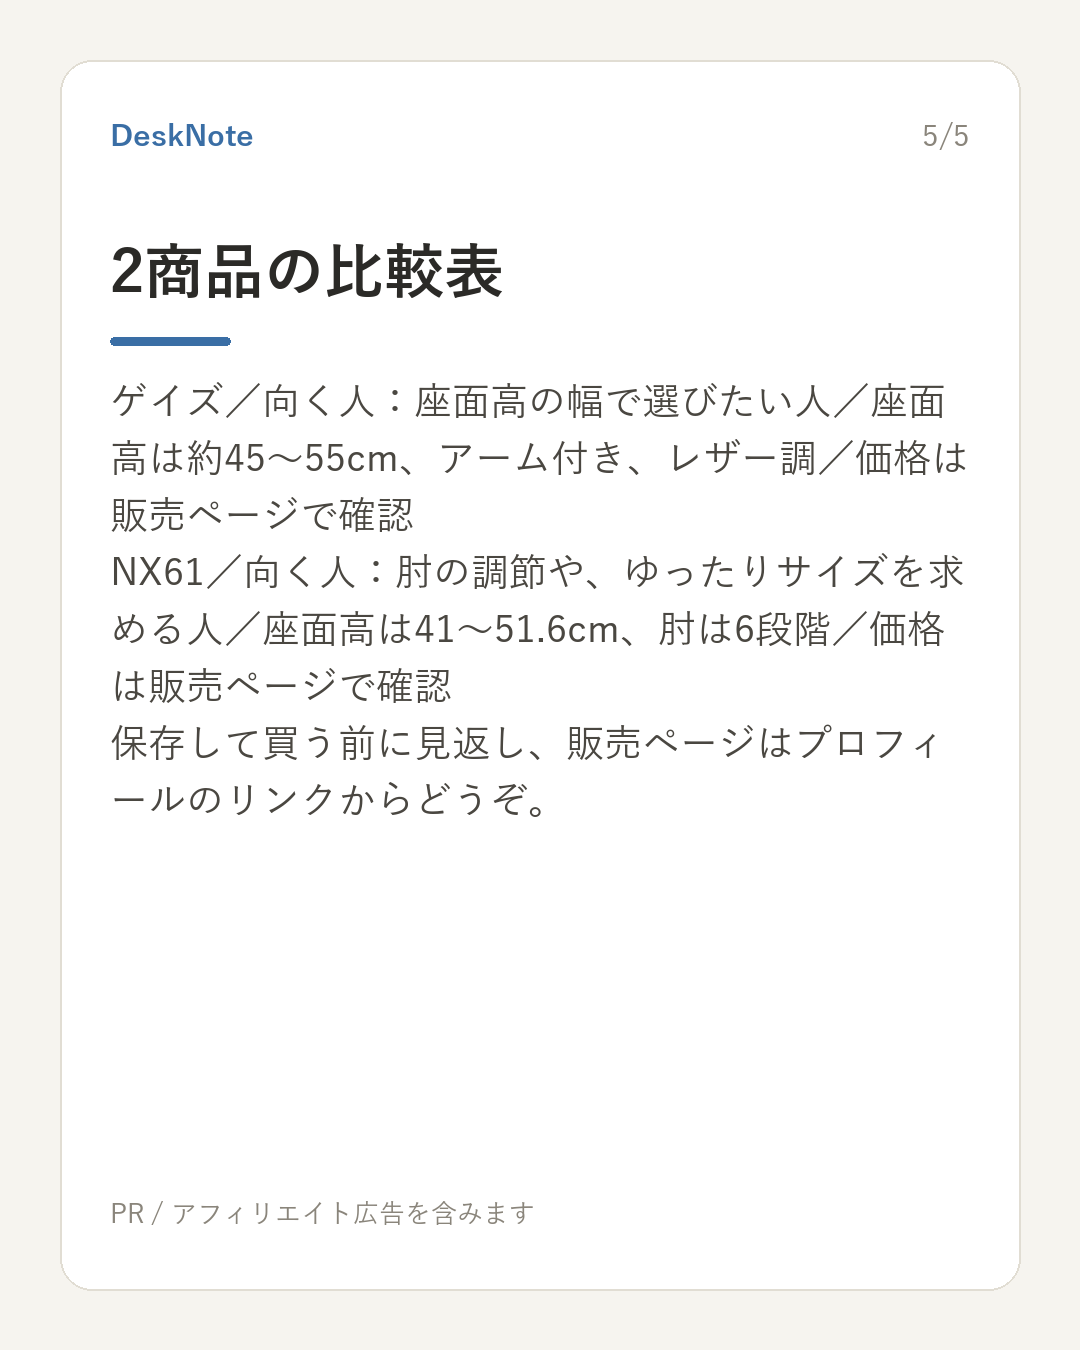 DeskNote
5/5
2商品の比較表
ゲイズ／向く人：座面高の幅で選びたい人／座面
高は約45〜55cm、アーム付き、レザー調／価格は
販売ページで確認
NX61／向く人：肘の調節や、ゆったりサイズを求
める人／座面高は41〜51.6cm、肘は6段階／価格
は販売ページで確認
保存して買う前に見返し、販売ページはプロフィ
ールのリンクからどうぞ。
PR / アフィリエイト広告を含みます